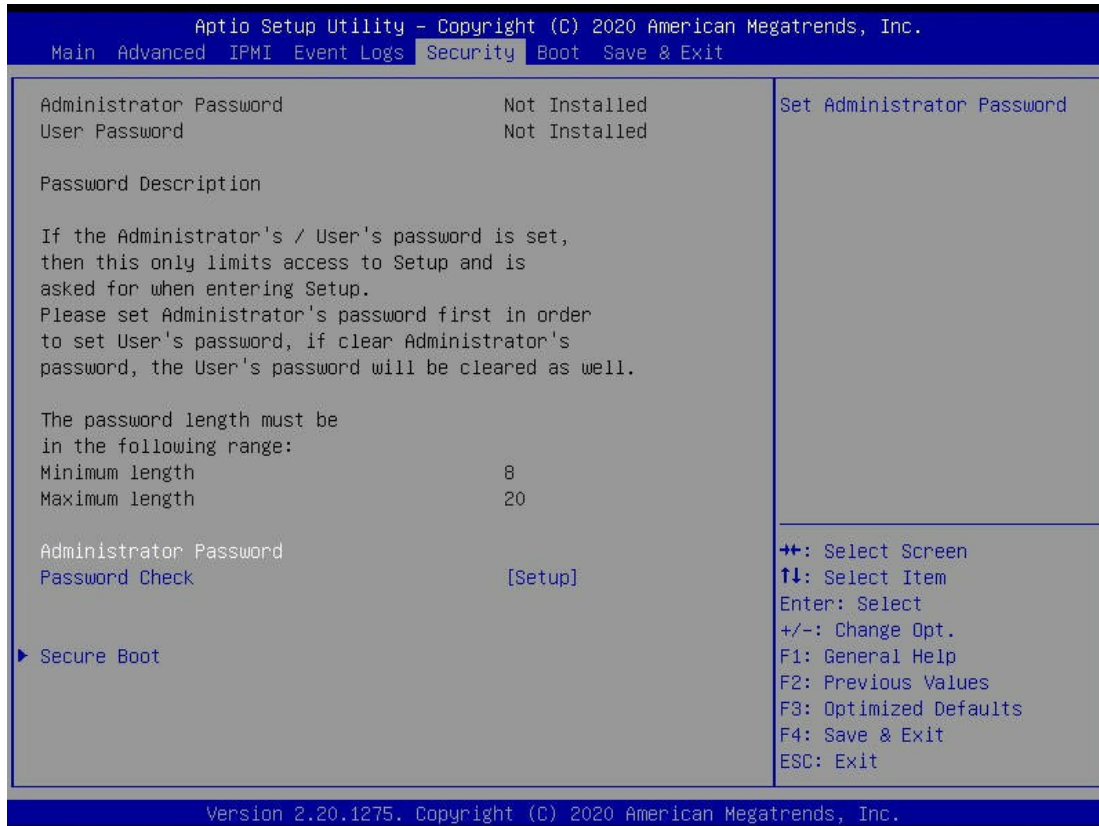 Aptio Setup Utility – Copyright (C) 2020 American Megatrends, Inc.
Main Advanced IPMI Event Logs Security Boot Save & Exit
Administrator Password Not Installed
User Password Not Installed
Password Description
If the Administrator's / User's password is set,
then this only limits access to Setup and is
asked for when entering Setup.
Please set Administrator's password first in order
to set User's password, if clear Administrator's
password, the User's password will be cleared as well.
The password length must be
in the following range:
Minimum length 8
Maximum length 20
Administrator Password
Password Check [Setup]
▶ Secure Boot
Set Administrator Password
→←: Select Screen
↑↓: Select Item
Enter: Select
+/-: Change Opt.
F1: General Help
F2: Previous Values
F3: Optimized Defaults
F4: Save & Exit
ESC: Exit
Version 2.20.1275. Copyright (C) 2020 American Megatrends, Inc.